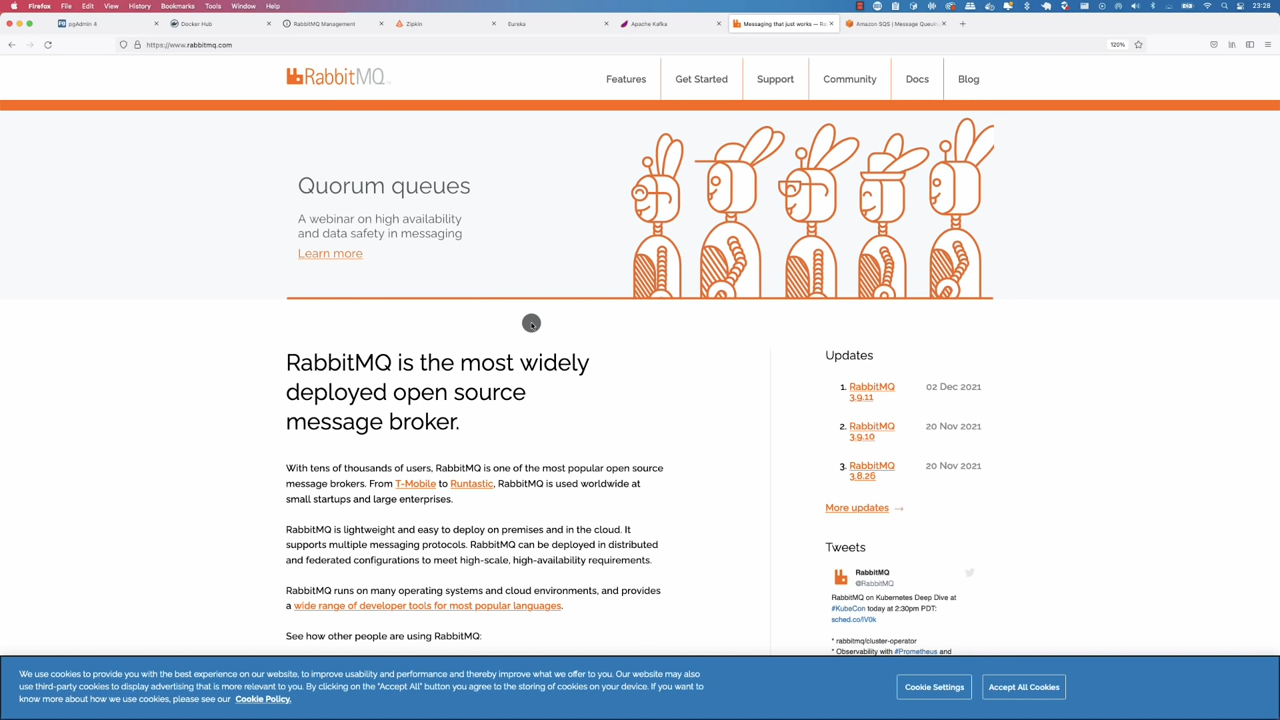 Firefox File Edit View History Bookmarks Tools Window Help 23:28
pgAdmin 4
Docker Hub
RabbitMQ Management
Zipkin
Eureka
Apache Kafka
Messaging that just works — Ra
Amazon SQS | Message Queuin
https://www.rabbitmq.com
120%
RabbitMQ
Features
Get Started
Support
Community
Docs
Blog
Quorum queues
A webinar on high availability
and data safety in messaging
Learn more
RabbitMQ is the most widely
deployed open source
message broker.
With tens of thousands of users, RabbitMQ is one of the most popular open source
message brokers. From T-Mobile to Runtastic, RabbitMQ is used worldwide at
small startups and large enterprises.
RabbitMQ is lightweight and easy to deploy on premises and in the cloud. It
supports multiple messaging protocols. RabbitMQ can be deployed in distributed
and federated configurations to meet high-scale, high-availability requirements.
RabbitMQ runs on many operating systems and cloud environments, and provides
a wide range of developer tools for most popular languages.
See how other people are using RabbitMQ:
Updates
1. RabbitMQ 02 Dec 2021
3.9.11
2. RabbitMQ 20 Nov 2021
3.9.10
3. RabbitMQ 20 Nov 2021
3.8.26
More updates →
Tweets
RabbitMQ
@RabbitMQ
RabbitMQ on Kubernetes Deep Dive at
#KubeCon today at 2:30pm PDT:
sched.co/lV0k
* rabbitmq/cluster-operator
* Observability with #Prometheus and
We use cookies to provide you with the best experience on our website, to improve usability and performance and thereby improve what we offer to you. Our website may also
use third-party cookies to display advertising that is more relevant to you. By clicking on the "Accept All" button you agree to the storing of cookies on your device. If you want to
know more about how we use cookies, please see our Cookie Policy.
Cookie Settings
Accept All Cookies